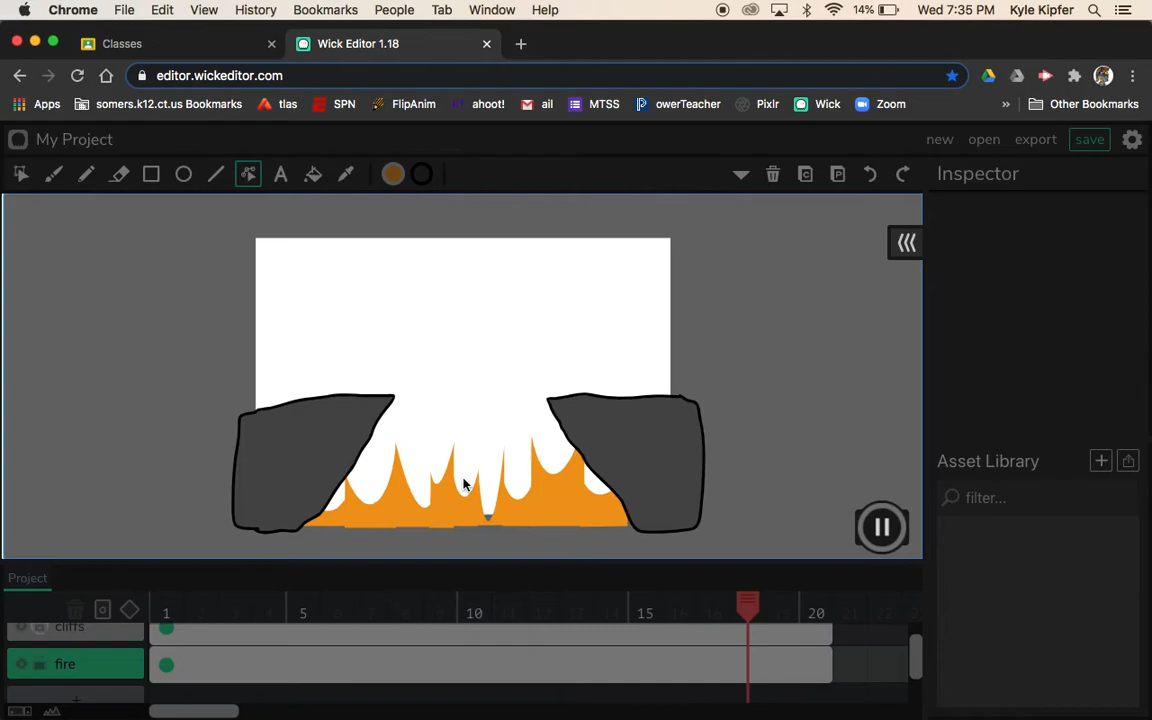 Chrome File Edit View History Bookmarks People Tab Window Help 14% Wed 7:35 PM Kyle Kipfer
Classes Wick Editor 1.18
editor.wickeditor.com
Apps somers.k12.ct.us Bookmarks tlas SPN FlipAnim ahoot! ail MTSS owerTeacher Pixlr Wick Zoom » Other Bookmarks
My Project new open export save
Inspector
Asset Library
filter...
Project
1 5 10 15 20 21 22
cliffs
fire